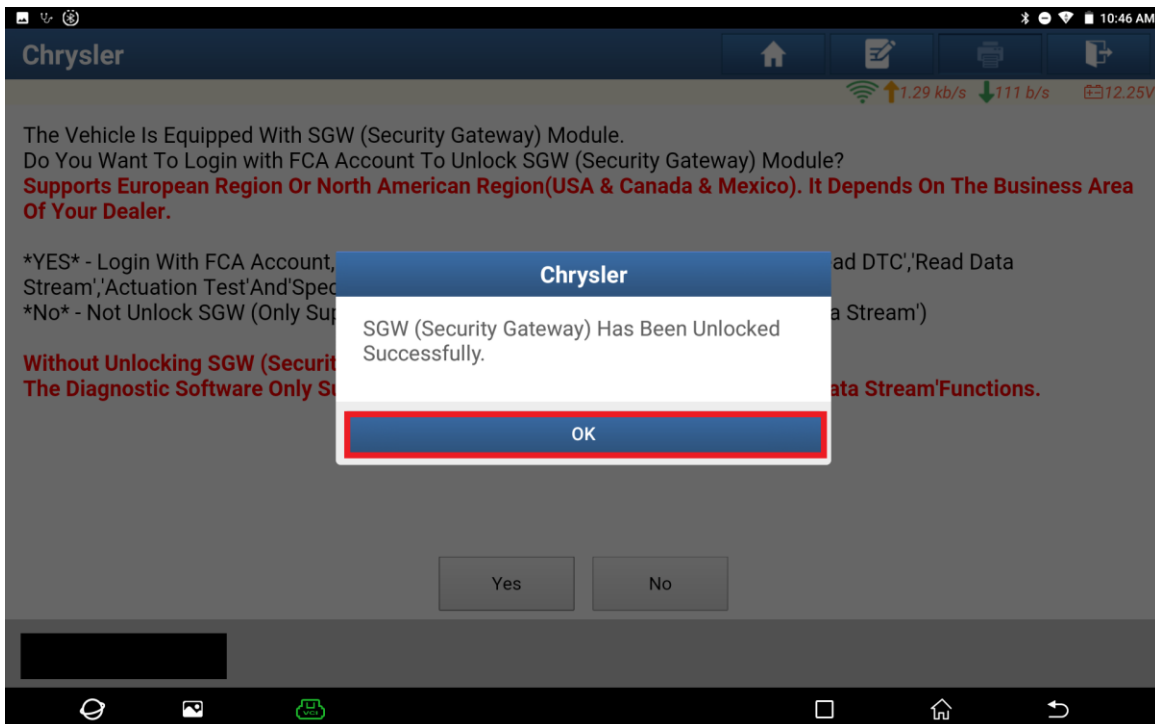 10:46 AM
Chrysler
1.29 kb/s 111 b/s 12.25V
The Vehicle Is Equipped With SGW (Security Gateway) Module.
Do You Want To Login with FCA Account To Unlock SGW (Security Gateway) Module?
Supports European Region Or North American Region(USA & Canada & Mexico). It Depends On The Business Area
Of Your Dealer.
*YES* - Login With FCA Account, ad DTC','Read Data
Stream','Actuation Test'And'Spec
*No* - Not Unlock SGW (Only Sup a Stream')
Without Unlocking SGW (Securit
The Diagnostic Software Only Su ata Stream'Functions.
Chrysler
SGW (Security Gateway) Has Been Unlocked
Successfully.
OK
Yes No
VCI